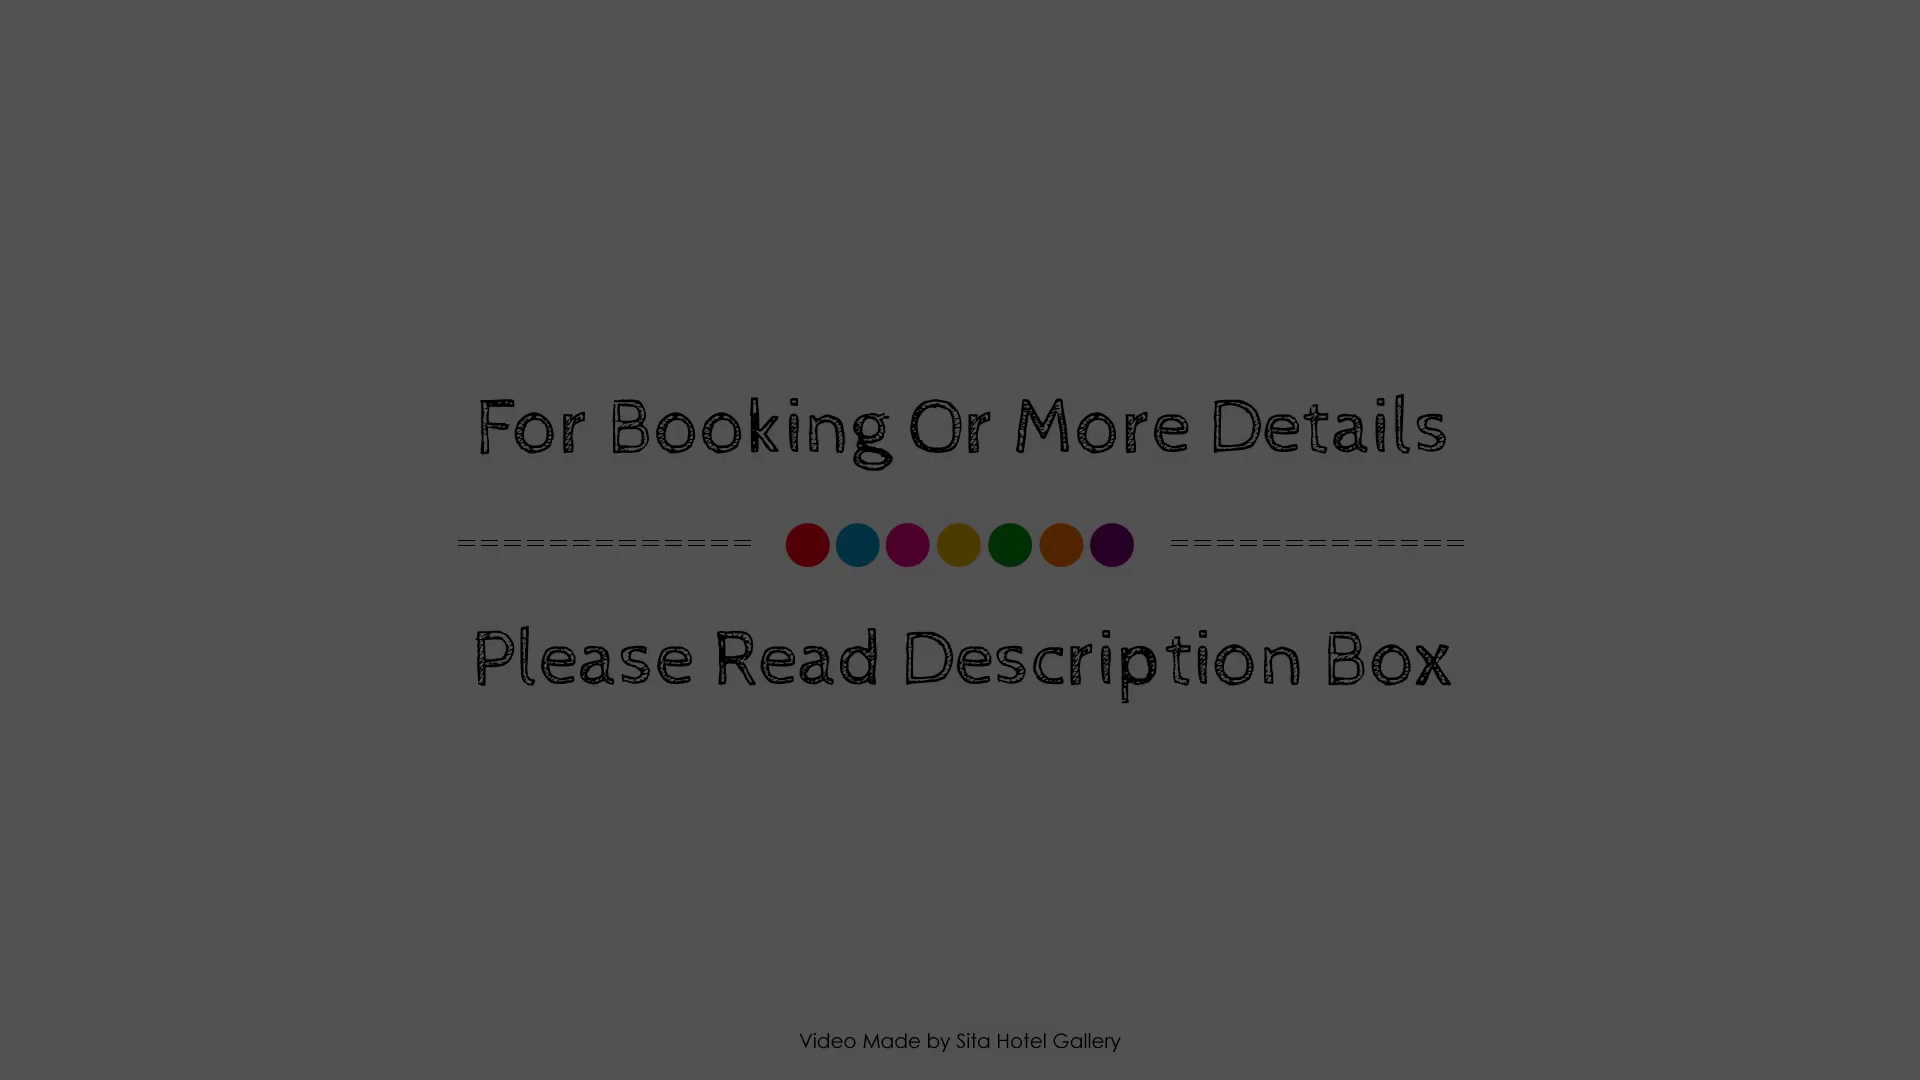 For Booking Or More Details
============= =============
Please Read Description Box
Video Made by Sita Hotel Gallery